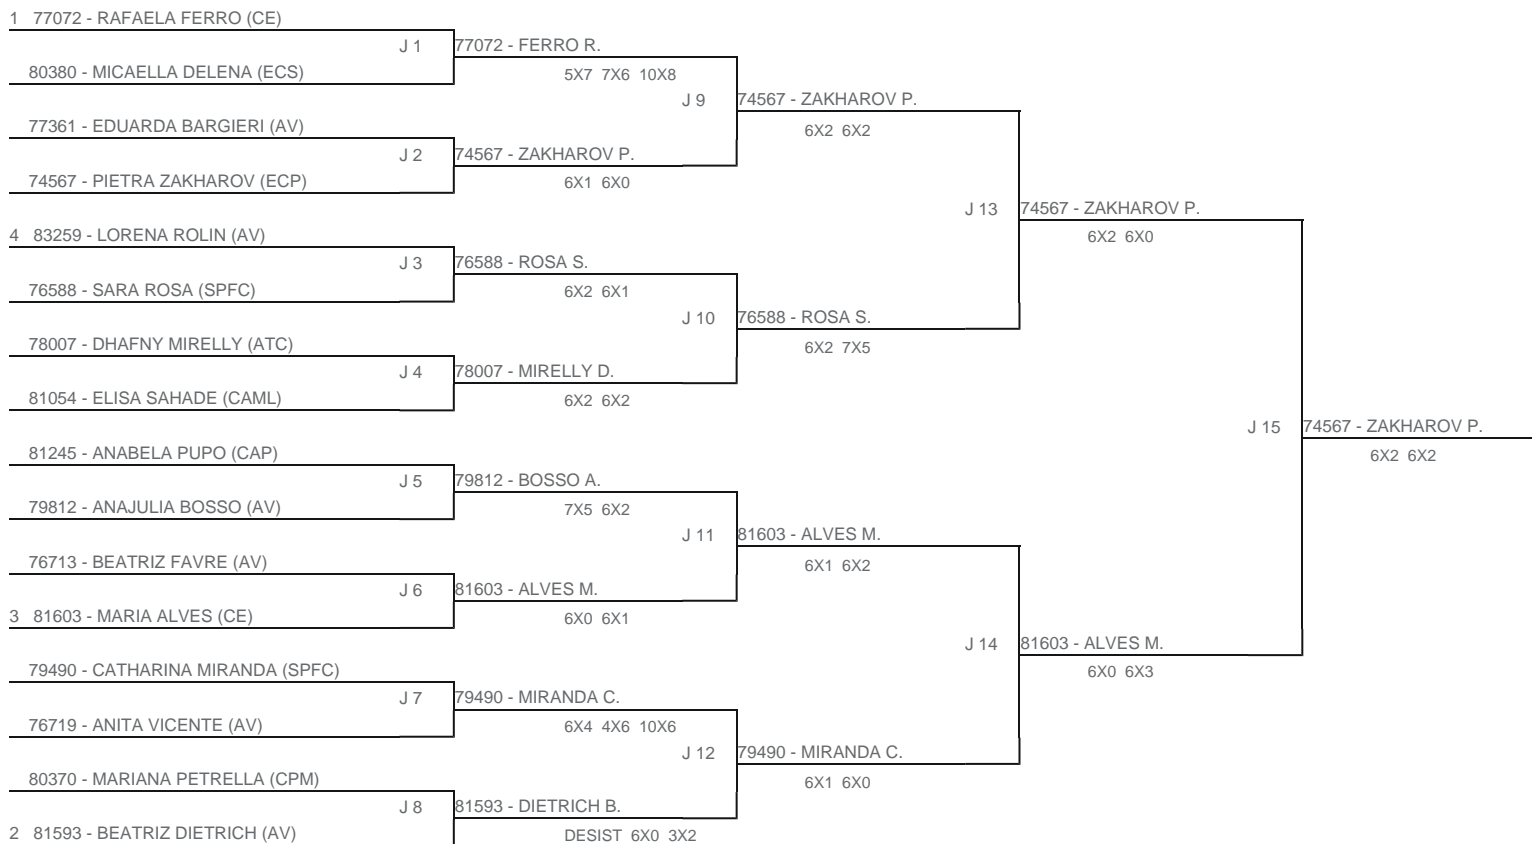 1 77072 - RAFAELA FERRO (CE)
J 1
77072 - FERRO R.
80380 - MICAELLA DELENA (ECS)
5X7 7X6 10X8
J 9
74567 - ZAKHAROV P.
77361 - EDUARDA BARGIERI (AV)
6X2 6X2
J 2
74567 - ZAKHAROV P.
74567 - PIETRA ZAKHAROV (ECP)
6X1 6X0
J 13
74567 - ZAKHAROV P.
4 83259 - LORENA ROLIN (AV)
6X2 6X0
J 3
76588 - ROSA S.
76588 - SARA ROSA (SPFC)
6X2 6X1
J 10
76588 - ROSA S.
78007 - DHAFNY MIRELLY (ATC)
6X2 7X5
J 4
78007 - MIRELLY D.
81054 - ELISA SAHADE (CAML)
6X2 6X2
J 15
74567 - ZAKHAROV P.
81245 - ANABELA PUPO (CAP)
6X2 6X2
J 5
79812 - BOSSO A.
79812 - ANAJULIA BOSSO (AV)
7X5 6X2
J 11
81603 - ALVES M.
76713 - BEATRIZ FAVRE (AV)
6X1 6X2
J 6
81603 - ALVES M.
3 81603 - MARIA ALVES (CE)
6X0 6X1
J 14
81603 - ALVES M.
79490 - CATHARINA MIRANDA (SPFC)
6X0 6X3
J 7
79490 - MIRANDA C.
76719 - ANITA VICENTE (AV)
6X4 4X6 10X6
J 12
79490 - MIRANDA C.
80370 - MARIANA PETRELLA (CPM)
6X1 6X0
J 8
81593 - DIETRICH B.
2 81593 - BEATRIZ DIETRICH (AV)
DESIST 6X0 3X2